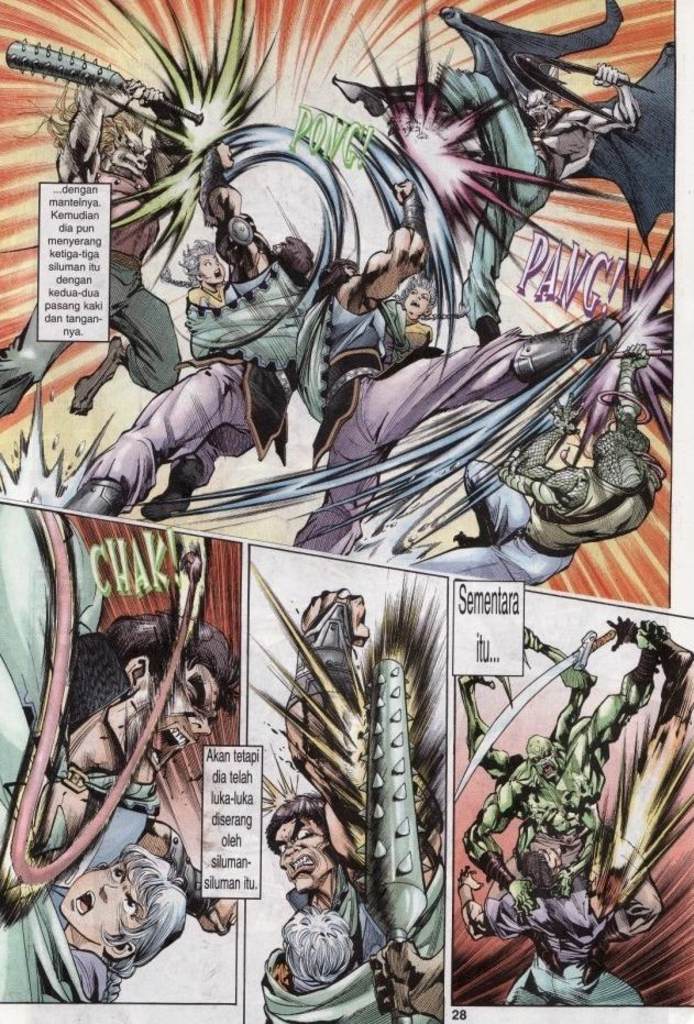 PONG!
PANG!
...dengan
mantelnya.
Kemudian
dia pun
menyerang
ketiga-tiga
siluman itu
dengan
kedua-dua
pasang kaki
dan tangan-
nya.
CHAK!
Akan tetapi
dia telah
luka-luka
diserang
oleh
siluman-
siluman itu.
Sementara
itu...
28